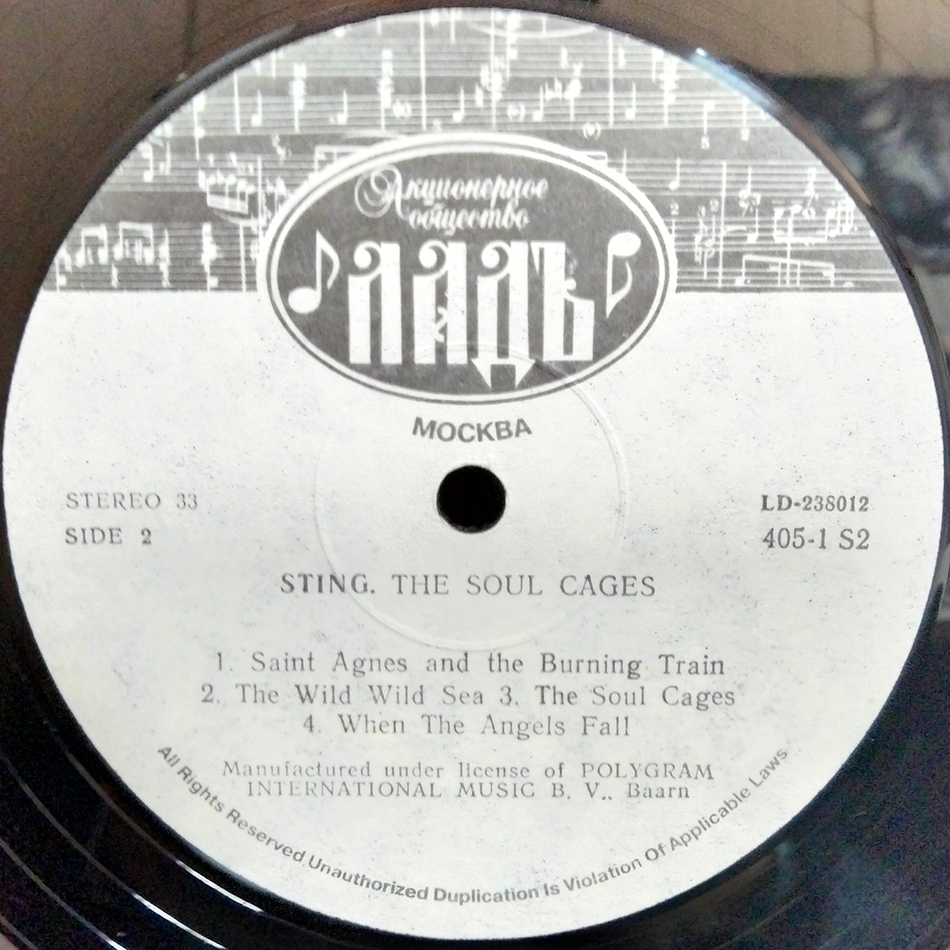 Акционерное
общество
ЛАДЪ
МОСКВА
STEREO 33
LD-238012
SIDE 2
405-1 S2
STING. THE SOUL CAGES
1. Saint Agnes and the Burning Train
2. The Wild Wild Sea 3. The Soul Cages
4. When The Angels Fall
Manufactured under license of POLYGRAM
INTERNATIONAL MUSIC B. V.. Baarn
All Rights Reserved.Unauthorized Duplication Is Violation Of Applicable Laws